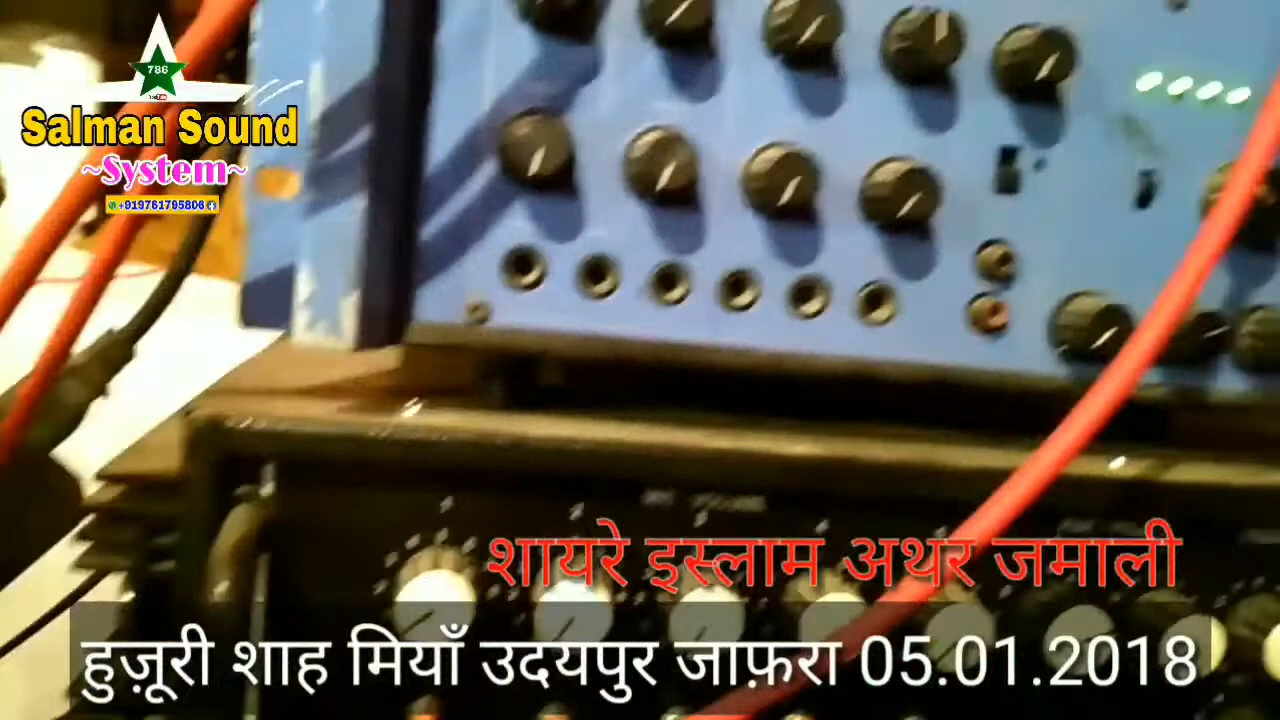 786
Salman Sound
~System~
+919761795806
शायरे इस्लाम अथर जमाली
हुज़ूरी शाह मियाँ उदयपुर जाफ़रा 05.01.2018